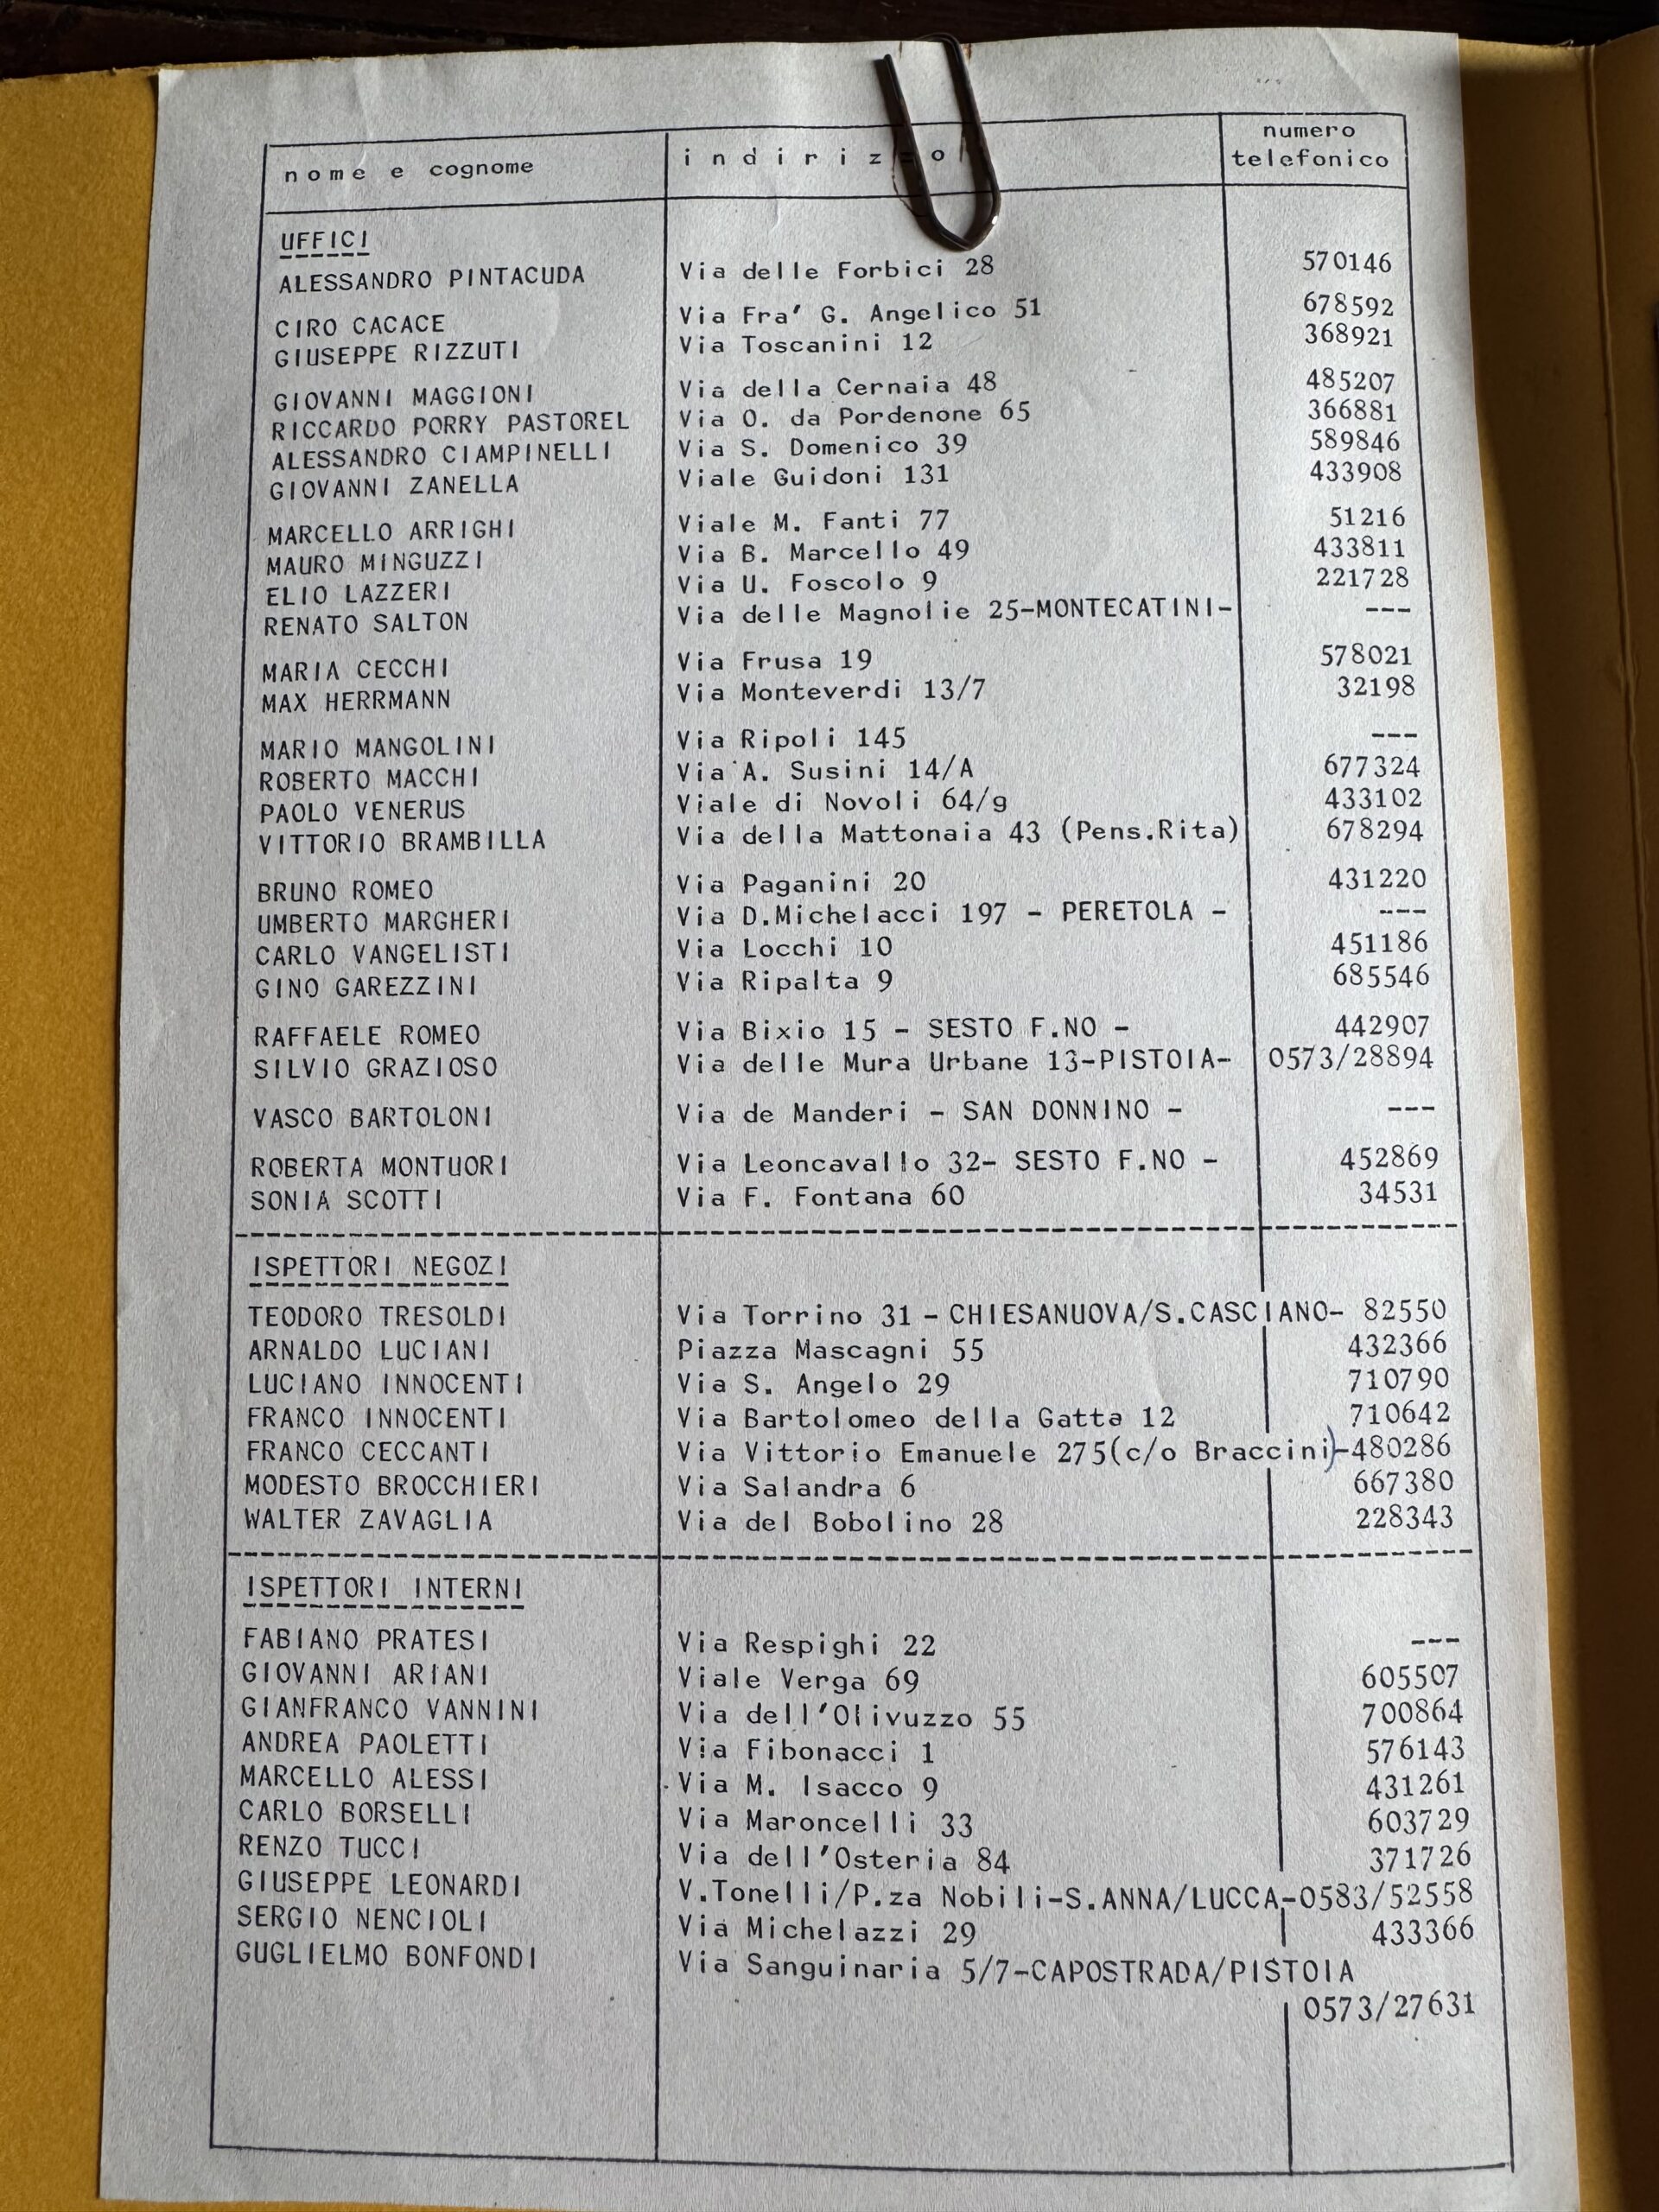 nome e cognome indirizzo numero telefonico
UFFICI
ALESSANDRO PINTACUDA Via delle Forbici 28 570146
CIRO CACACE Via Fra' G. Angelico 51 678592
GIUSEPPE RIZZUTI Via Toscanini 12 368921
GIOVANNI MAGGIONI Via della Cernaia 48 485207
RICCARDO PORRY PASTOREL Via O. da Pordenone 65 366881
ALESSANDRO CIAMPINELLI Via S. Domenico 39 589846
GIOVANNI ZANELLA Viale Guidoni 131 433908
MARCELLO ARRIGHI Viale M. Fanti 77 51216
MAURO MINGUZZI Via B. Marcello 49 433811
ELIO LAZZERI Via U. Foscolo 9 221728
RENATO SALTON Via delle Magnolie 25-MONTECATINI- ---
MARIA CECCHI Via Frusa 19 578021
MAX HERRMANN Via Monteverdi 13/7 32198
MARIO MANGOLINI Via Ripoli 145 ---
ROBERTO MACCHI Via A. Susini 14/A 677324
PAOLO VENERUS Viale di Novoli 64/g 433102
VITTORIO BRAMBILLA Via della Mattonaia 43 (Pens.Rita) 678294
BRUNO ROMEO Via Paganini 20 431220
UMBERTO MARGHERI Via D.Michelacci 197 - PERETOLA - ---
CARLO VANGELISTI Via Locchi 10 451186
GINO GAREZZINI Via Ripalta 9 685546
RAFFAELE ROMEO Via Bixio 15 - SESTO F.NO - 442907
SILVIO GRAZIOSO Via delle Mura Urbane 13-PISTOIA- 0573/28894
VASCO BARTOLONI Via de Manderi - SAN DONNINO - ---
ROBERTA MONTUORI Via Leoncavallo 32- SESTO F.NO - 452869
SONIA SCOTTI Via F. Fontana 60 34531
ISPETTORI NEGOZI
TEODORO TRESOLDI Via Torrino 31 - CHIESANUOVA/S.CASCIANO- 82550
ARNALDO LUCIANI Piazza Mascagni 55 432366
LUCIANO INNOCENTI Via S. Angelo 29 710790
FRANCO INNOCENTI Via Bartolomeo della Gatta 12 710642
FRANCO CECCANTI Via Vittorio Emanuele 275(c/o Braccini)-480286
MODESTO BROCCHIERI Via Salandra 6 667380
WALTER ZAVAGLIA Via del Bobolino 28 228343
ISPETTORI INTERNI
FABIANO PRATESI Via Respighi 22 ---
GIOVANNI ARIANI Viale Verga 69 605507
GIANFRANCO VANNINI Via dell'Olivuzzo 55 700864
ANDREA PAOLETTI Via Fibonacci 1 576143
MARCELLO ALESSI Via M. Isacco 9 431261
CARLO BORSELLI Via Maroncelli 33 603729
RENZO TUCCI Via dell'Osteria 84 371726
GIUSEPPE LEONARDI V.Tonelli/P.za Nobili-S.ANNA/LUCCA-0583/52558
SERGIO NENCIOLI Via Michelazzi 29 433366
GUGLIELMO BONFONDI Via Sanguinaria 5/7-CAPOSTRADA/PISTOIA
0573/27631